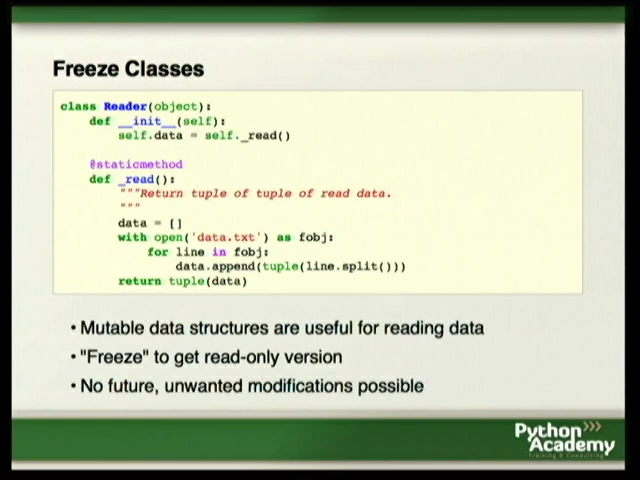 Freeze Classes
class Reader(object):
def __init__(self):
self.data = self._read()
@staticmethod
def _read():
"""Return tuple of tuple of read data.
"""
data = []
with open('data.txt') as fobj:
for line in fobj:
data.append(tuple(line.split()))
return tuple(data)
• Mutable data structures are useful for reading data
• "Freeze" to get read-only version
• No future, unwanted modifications possible
Python
Academy
Training & Consulting